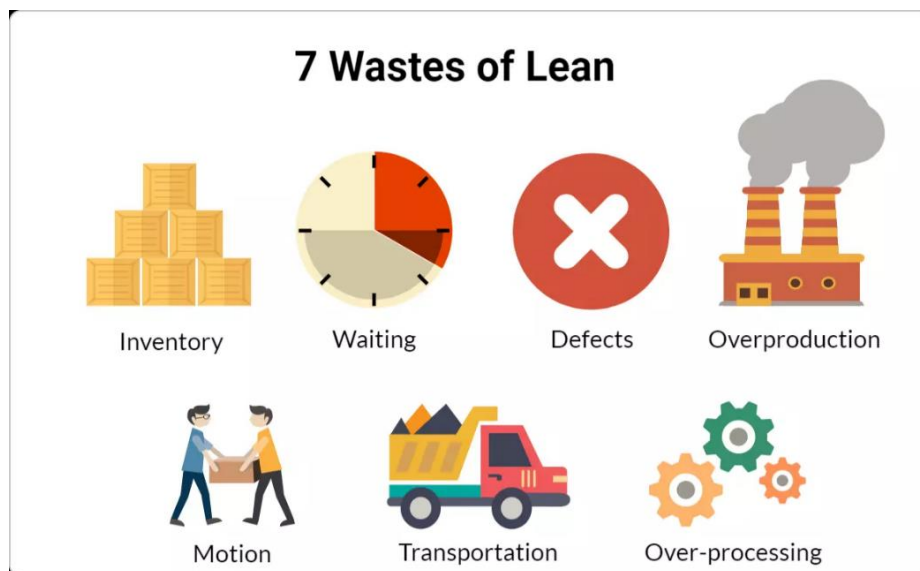 7 Wastes of Lean
Inventory
Waiting
Defects
Overproduction
Motion
Transportation
Over-processing